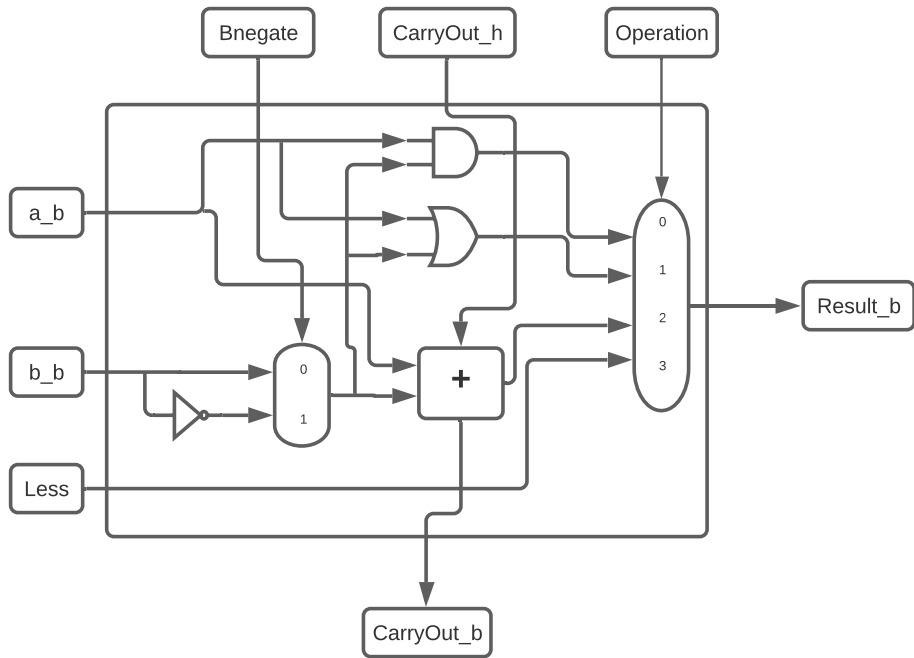 Bnegate
CarryOut_h
Operation
a_b
0
1
2
3
Result_b
b_b
0
1
+
Less
CarryOut_b